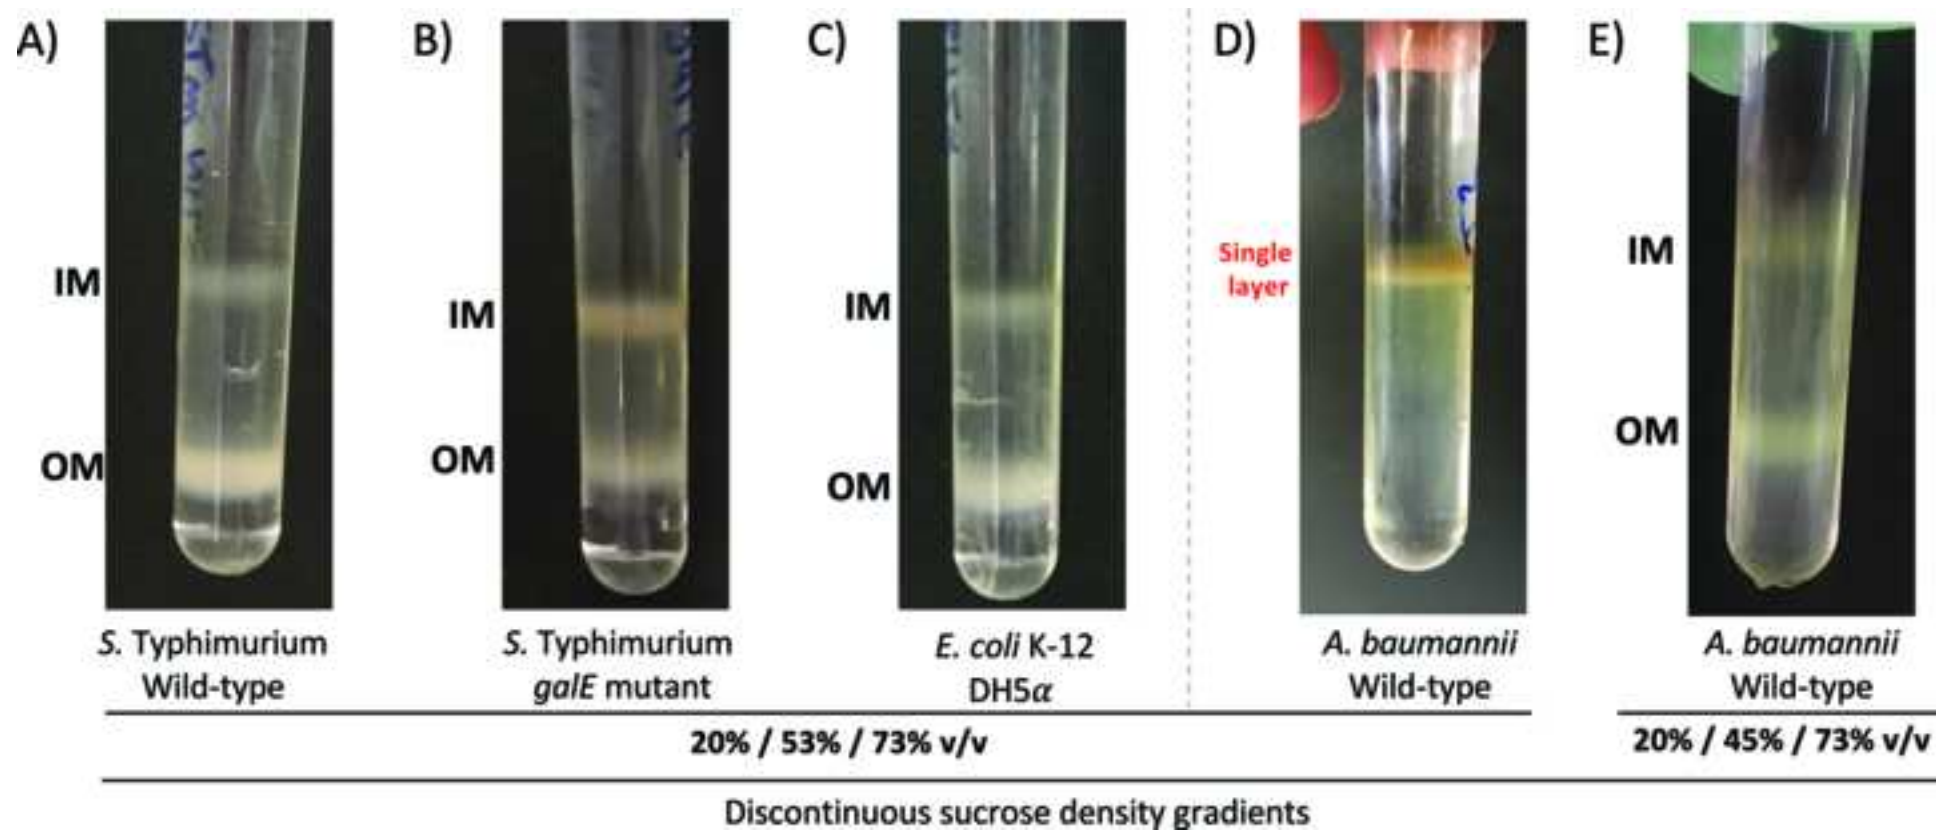 A)
B)
C)
D)
E)
IM
OM
IM
OM
IM
OM
Single
layer
IM
OM
S. Typhimurium
Wild-type
S. Typhimurium
galE mutant
E. coli K-12
DH5α
A. baumannii
Wild-type
A. baumannii
Wild-type
20% / 53% / 73% v/v
20% / 45% / 73% v/v
Discontinuous sucrose density gradients